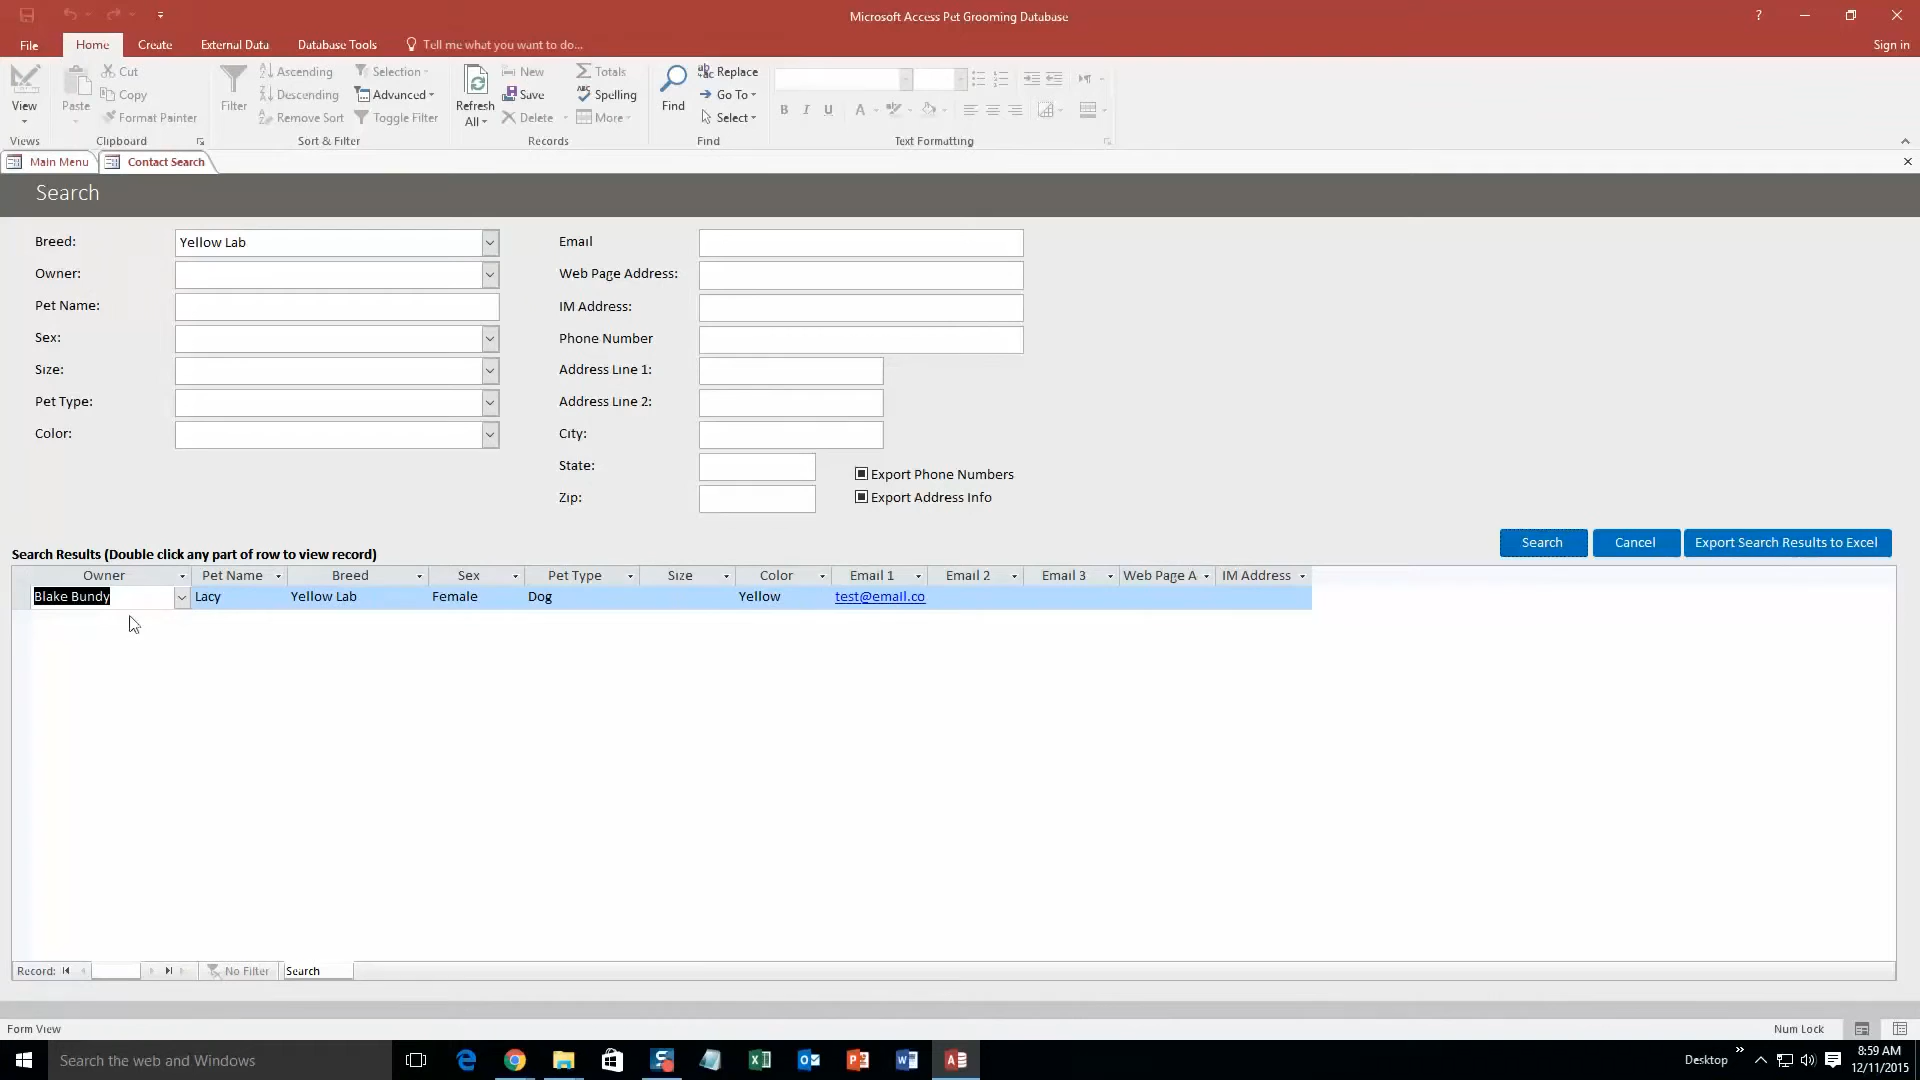 Microsoft Access Pet Grooming Database
?
File Home Create External Data Database Tools Tell me what you want to do... Sign in
View
Views
Paste
Cut
Copy
Format Painter
Clipboard
Filter
Ascending
Descending
Remove Sort
Selection
Advanced
Toggle Filter
Sort & Filter
Refresh
All
New
Save
Delete
Totals
Spelling
More
Records
Find
Replace
Go To
Select
Find
B I U A
Text Formatting
Main Menu Contact Search
Search
Breed: Yellow Lab
Owner:
Pet Name:
Sex:
Size:
Pet Type:
Color:
Email
Web Page Address:
IM Address:
Phone Number
Address Line 1:
Address Line 2:
City:
State:
Zip:
Export Phone Numbers
Export Address Info
Search Cancel Export Search Results to Excel
Search Results (Double click any part of row to view record)
Owner Pet Name Breed Sex Pet Type Size Color Email 1 Email 2 Email 3 Web Page A IM Address
Blake Bundy Lacy Yellow Lab Female Dog Yellow test@email.co
Record: No Filter Search
Form View Num Lock
Search the web and Windows
Desktop
8:59 AM
12/11/2015